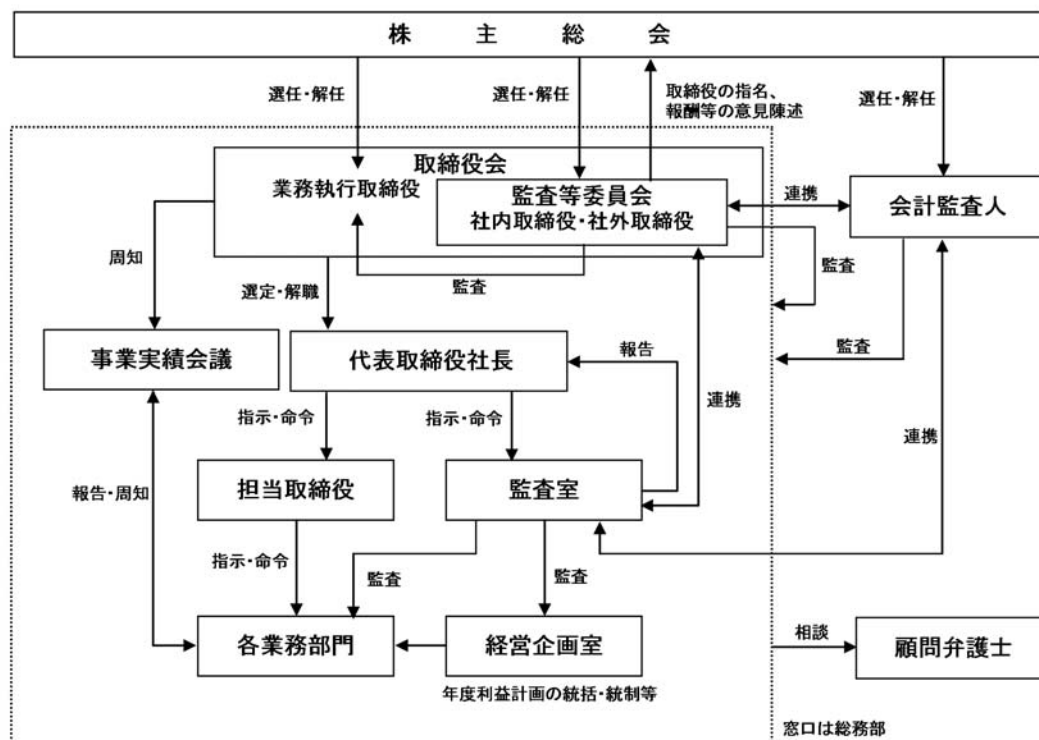 株主総会
選任・解任
選任・解任
取締役の指名、
報酬等の意見陳述
選任・解任
取締役会
業務執行取締役
監査等委員会
社内取締役・社外取締役
連携
会計監査人
周知
監査
監査
選定・解職
事業実績会議
代表取締役社長
報告
監査
指示・命令
指示・命令
連携
連携
担当取締役
監査室
報告・周知
指示・命令
監査
監査
各業務部門
経営企画室
相談
顧問弁護士
年度利益計画の統括・統制等
窓口は総務部